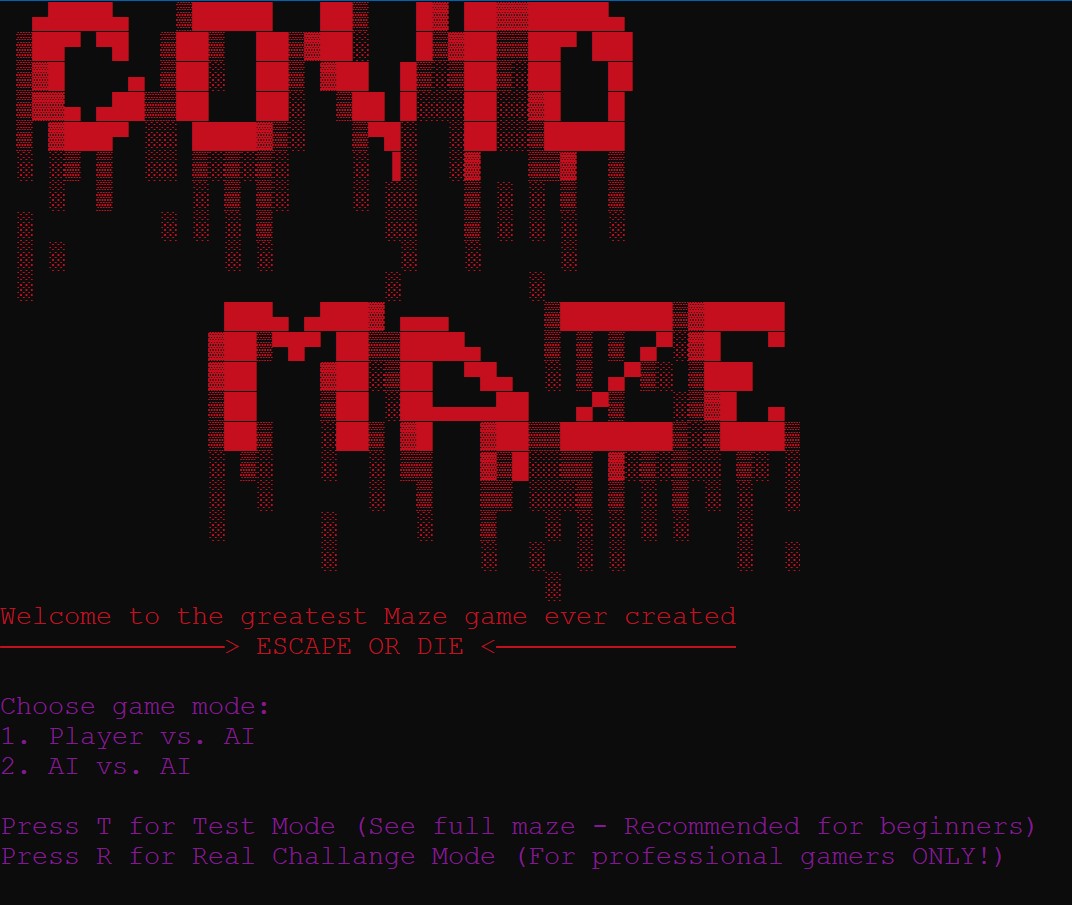 COVID
MAZE
Welcome to the greatest Maze game ever created
——————————————> ESCAPE OR DIE <———————————————
Choose game mode:
1. Player vs. AI
2. AI vs. AI
Press T for Test Mode (See full maze - Recommended for beginners)
Press R for Real Challange Mode (For professional gamers ONLY!)